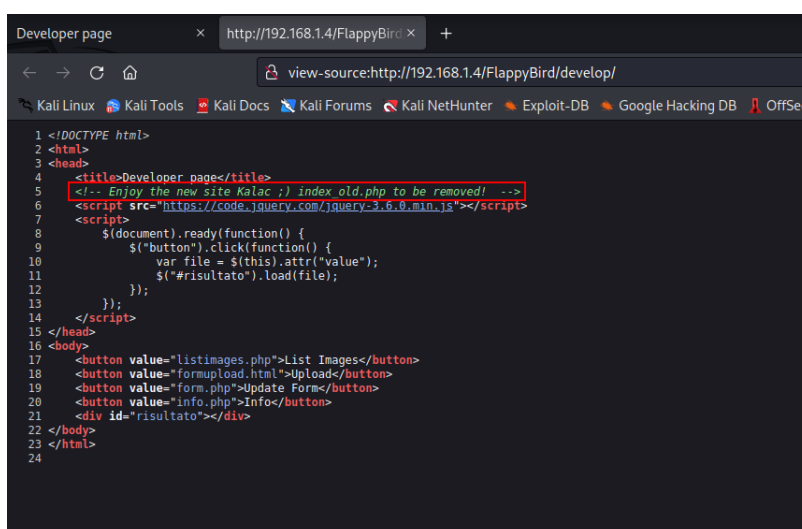 Developer page × http://192.168.1.4/FlappyBird × +
view-source:http://192.168.1.4/FlappyBird/develop/
Kali Linux Kali Tools Kali Docs Kali Forums Kali NetHunter Exploit-DB Google Hacking DB OffSe
1 <!DOCTYPE html>
2 <html>
3 <head>
4 <title>Developer page</title>
5 <!-- Enjoy the new site Kalac ;) index_old.php to be removed! -->
6 <script src="https://code.jquery.com/jquery-3.6.0.min.js"></script>
7 <script>
8 $(document).ready(function() {
9 $("button").click(function() {
10 var file = $(this).attr("value");
11 $("#risultato").load(file);
12 });
13 });
14 </script>
15 </head>
16 <body>
17 <button value="listimages.php">List Images</button>
18 <button value="formupload.html">Upload</button>
19 <button value="form.php">Update Form</button>
20 <button value="info.php">Info</button>
21 <div id="risultato"></div>
22 </body>
23 </html>
24